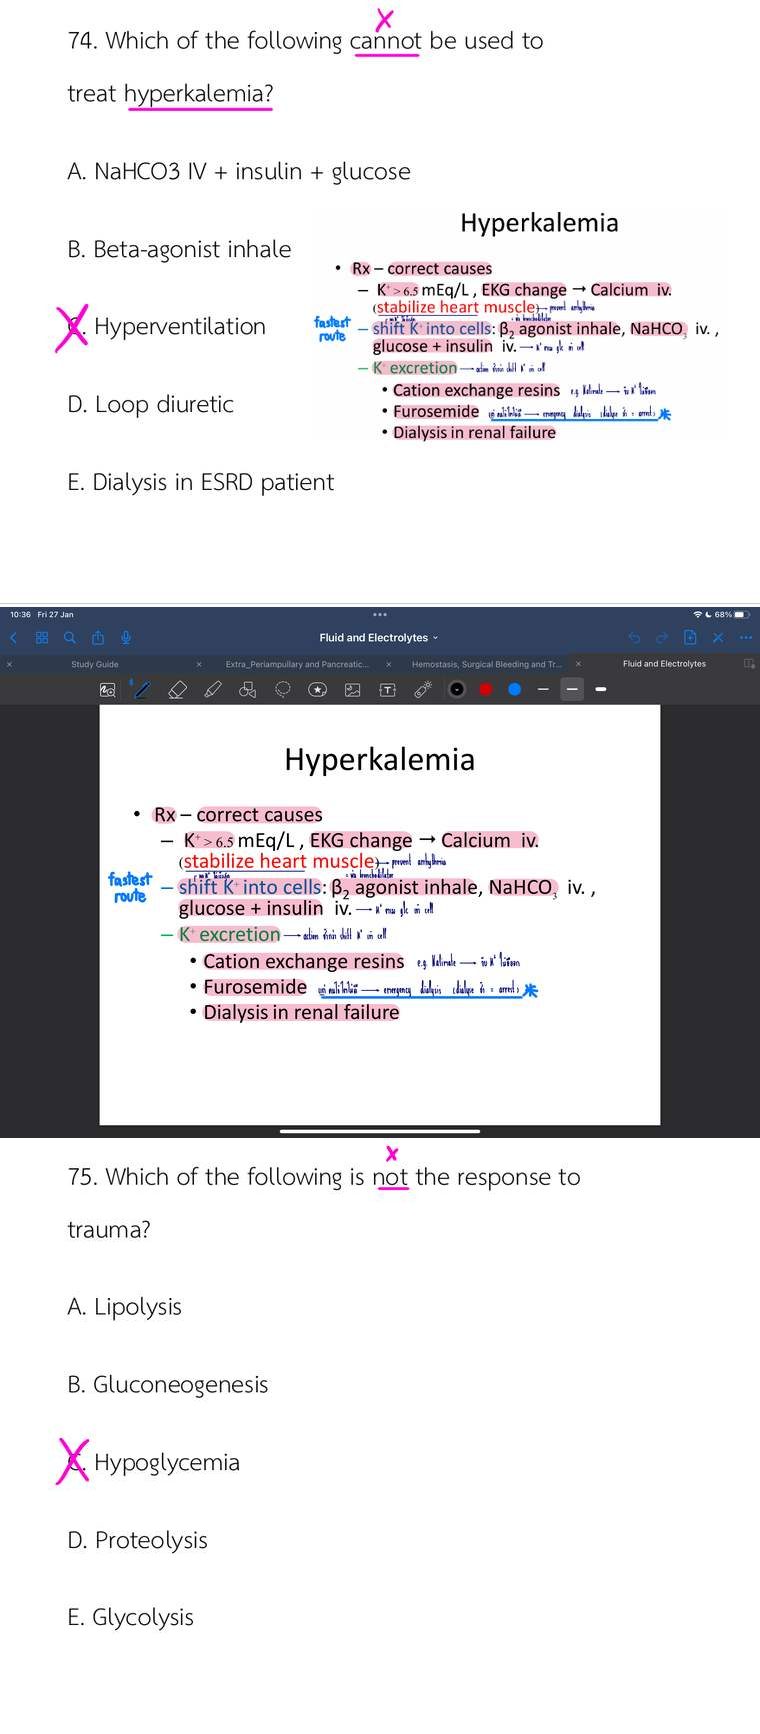 74. Which of the following cannot be used to
treat hyperkalemia?
A. NaHCO3 IV + insulin + glucose
B. Beta-agonist inhale
C. Hyperventilation
D. Loop diuretic
E. Dialysis in ESRD patient
Hyperkalemia
• Rx – correct causes
– K⁺ > 6.5 mEq/L , EKG change → Calcium iv.
(stabilize heart muscle) → prevent arrhythmia
fastest route
– shift K⁺ into cells: β₂ agonist inhale, NaHCO₃ iv. ,
glucose + insulin iv. →
– K⁺ excretion →
• Cation exchange resins e.g. Kalimate →
• Furosemide → emergency dialysis
• Dialysis in renal failure
10:36 Fri 27 Jan
68%
Fluid and Electrolytes
Study Guide
Extra_Periampullary and Pancreatic...
Hemostasis, Surgical Bleeding and Tr...
Fluid and Electrolytes
Hyperkalemia
• Rx – correct causes
– K⁺ > 6.5 mEq/L , EKG change → Calcium iv.
(stabilize heart muscle) → prevent arrhythmia
fastest route
– shift K⁺ into cells: β₂ agonist inhale, NaHCO₃ iv. ,
glucose + insulin iv. →
– K⁺ excretion →
• Cation exchange resins e.g. Kalimate →
• Furosemide → emergency dialysis
• Dialysis in renal failure
75. Which of the following is not the response to
trauma?
A. Lipolysis
B. Gluconeogenesis
C. Hypoglycemia
D. Proteolysis
E. Glycolysis